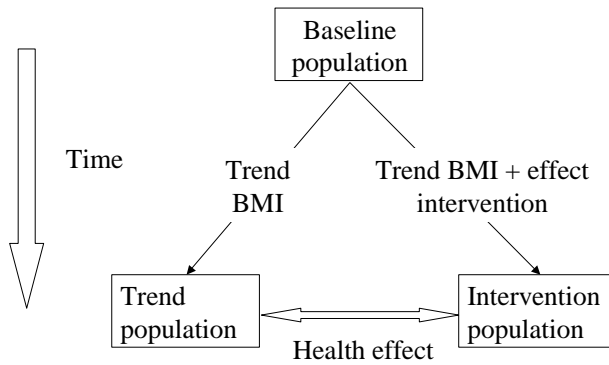 Baseline
population
Time
Trend
BMI
Trend BMI + effect
intervention
Trend
population
Intervention
population
Health effect